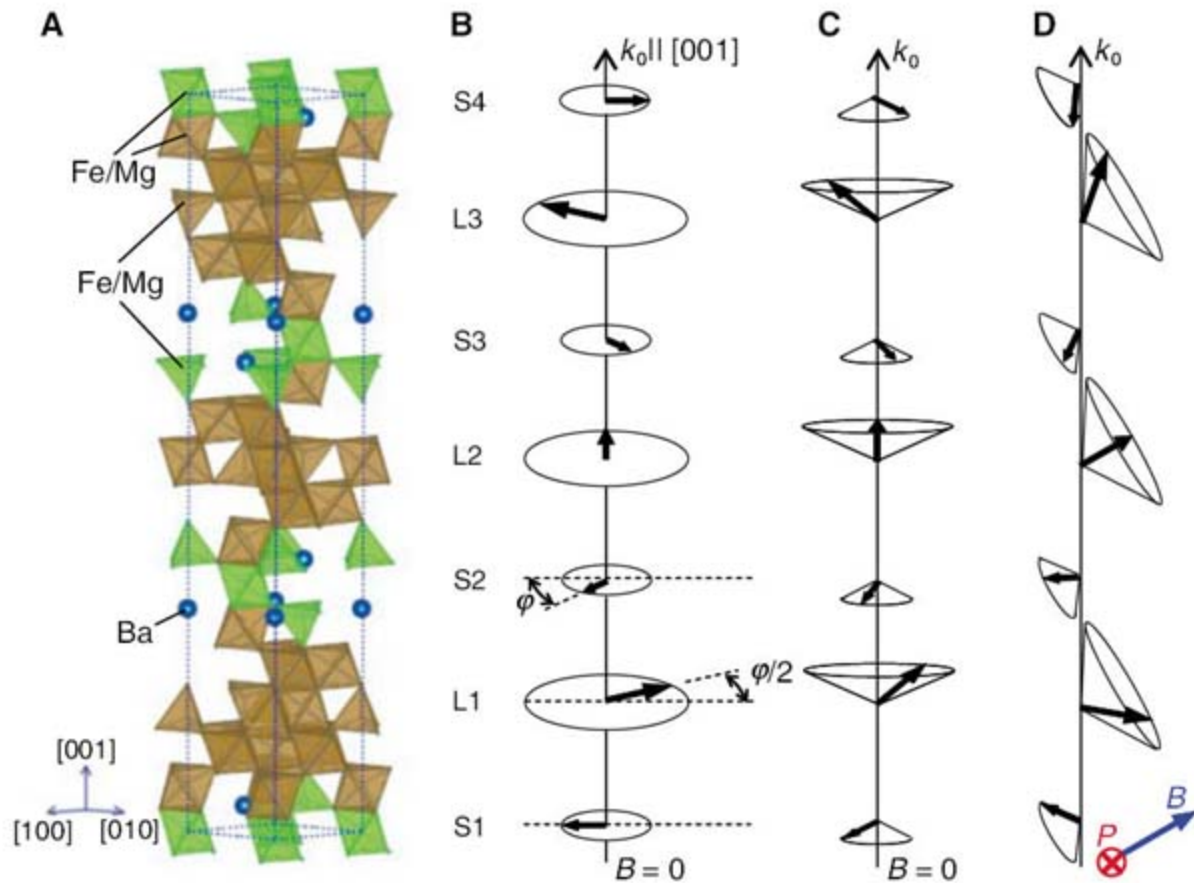 A
Fe/Mg
Fe/Mg
Ba
[001]
[100]
[010]
B
k₀|| [001]
S4
L3
S3
L2
S2
φ
L1
φ/2
S1
B = 0
C
k₀
B = 0
D
k₀
P
B